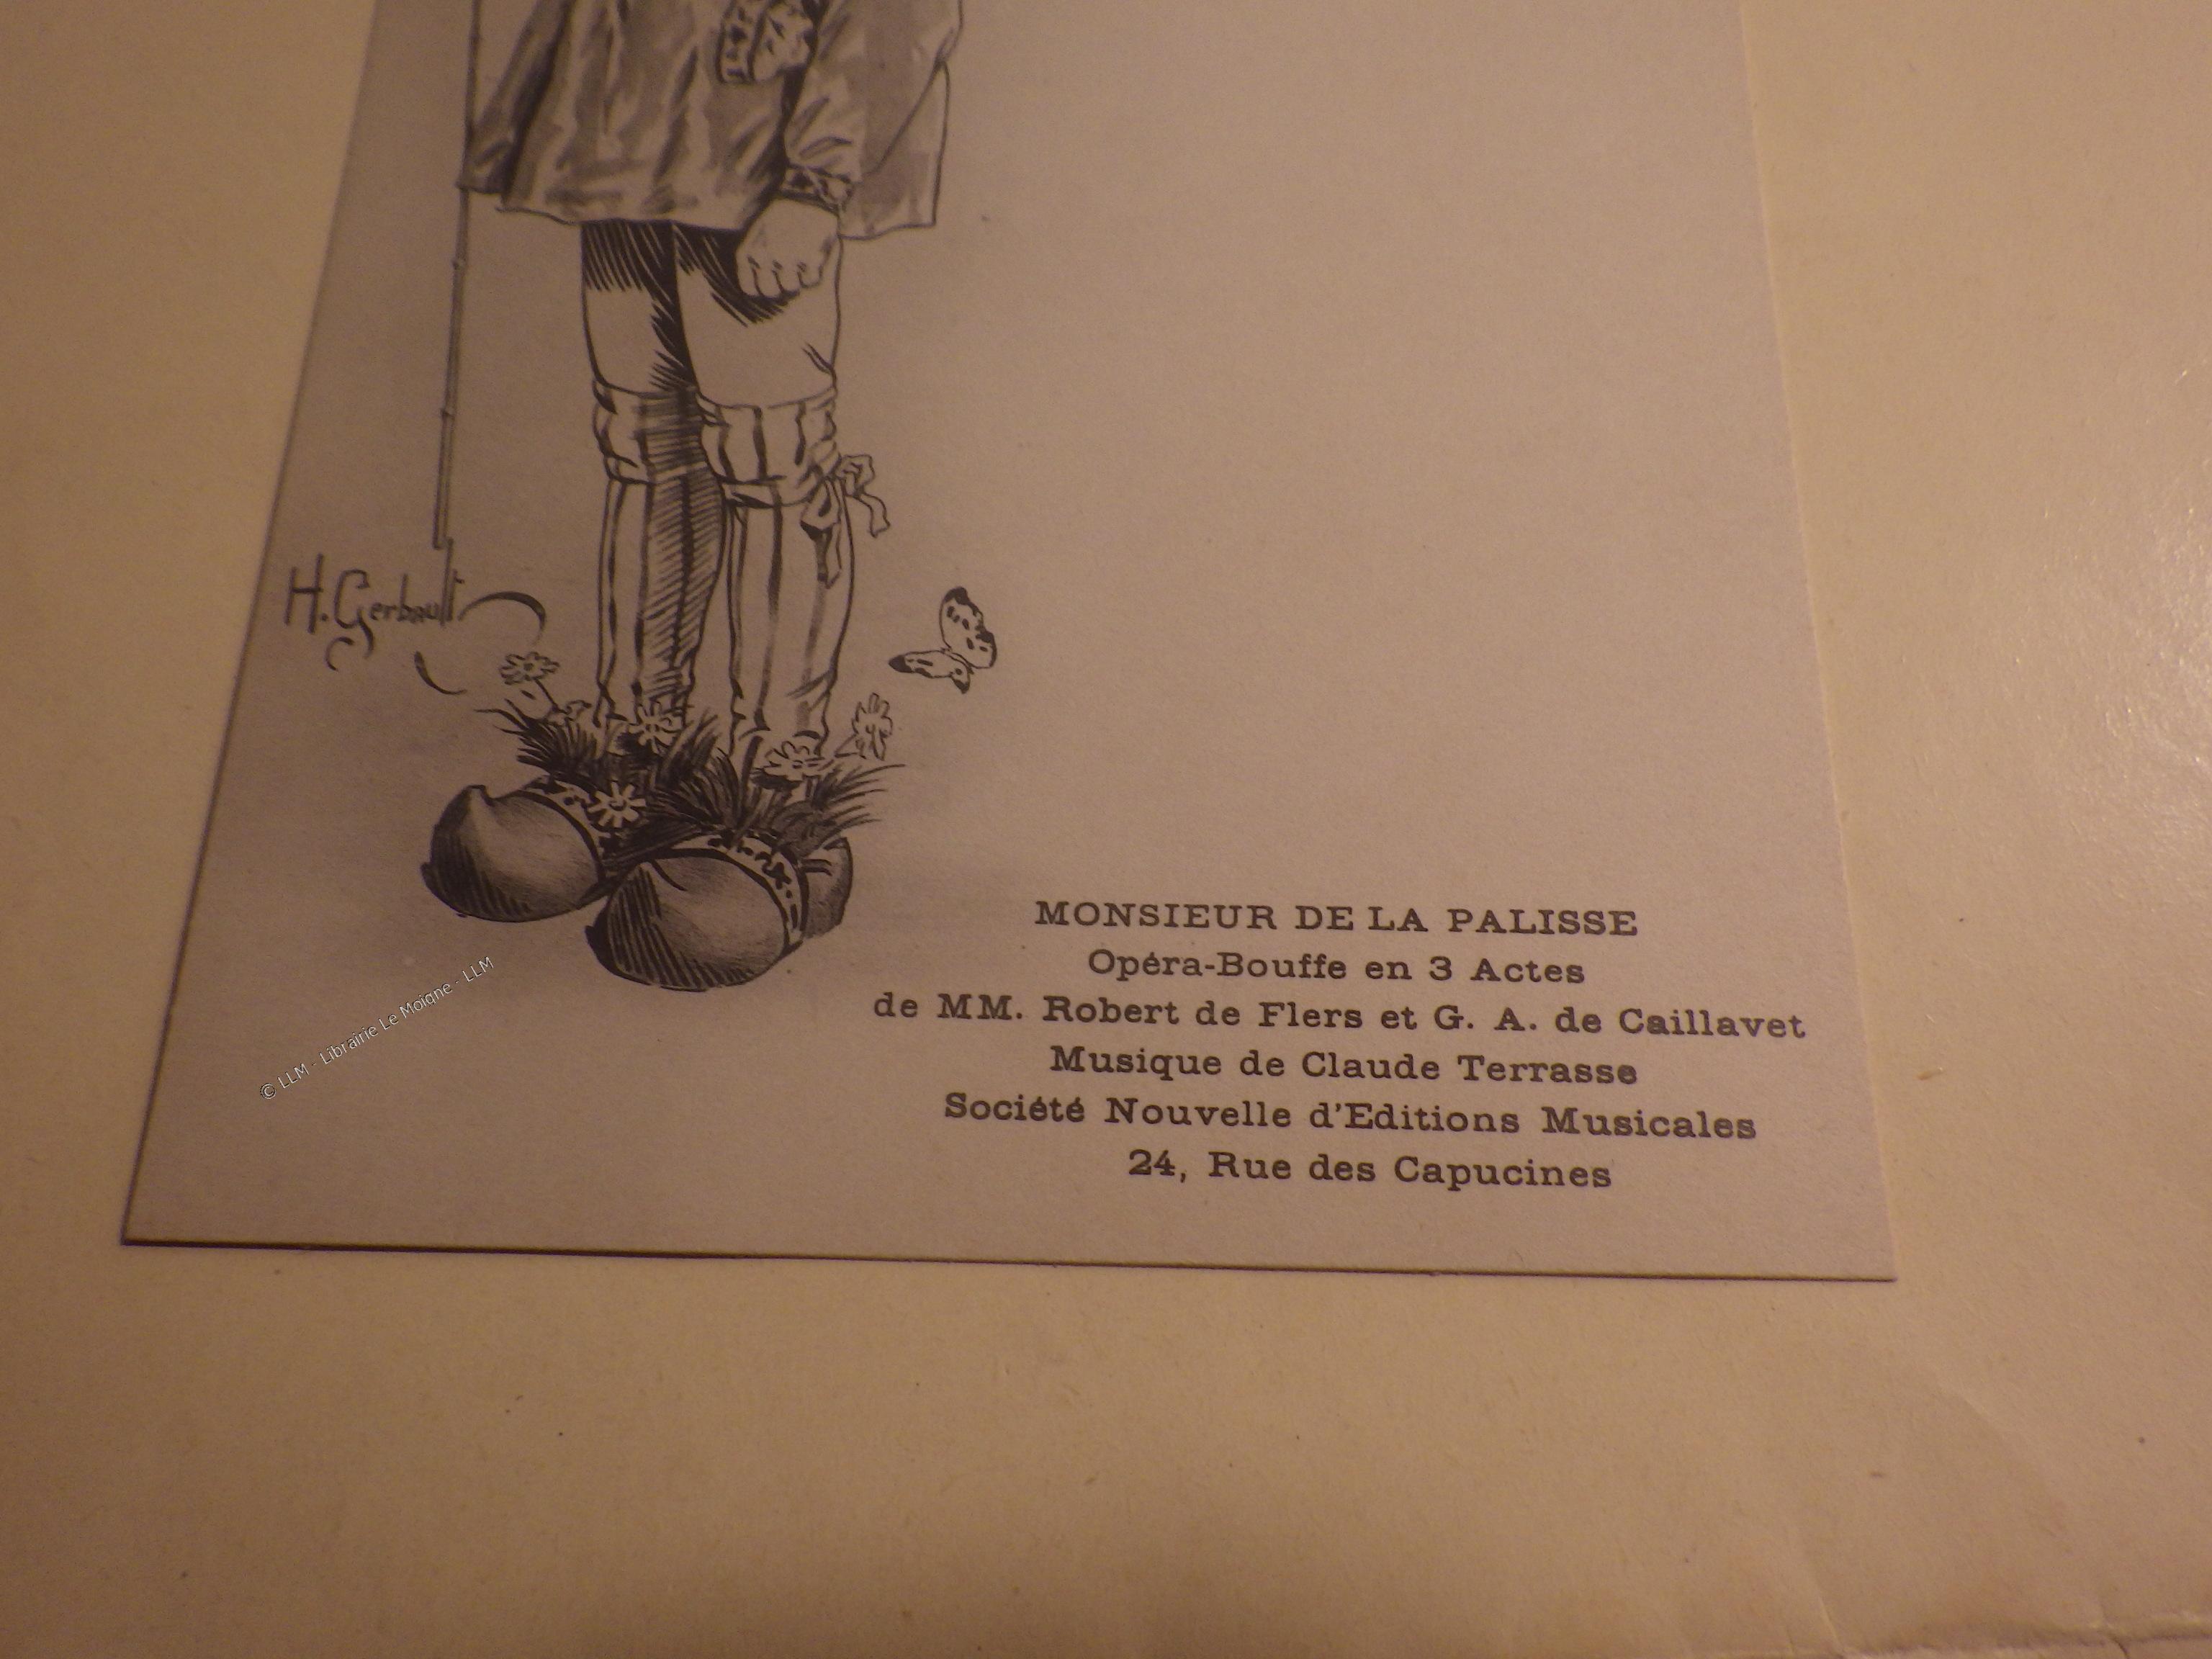 H. Gerbault
© LLM - Librairie Le Moigne - LLM
MONSIEUR DE LA PALISSE
Opéra-Bouffe en 3 Actes
de MM. Robert de Flers et G. A. de Caillavet
Musique de Claude Terrasse
Société Nouvelle d'Editions Musicales
24, Rue des Capucines